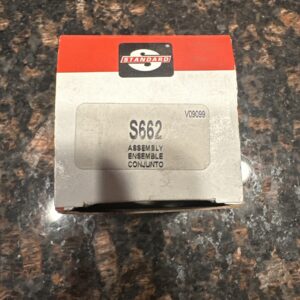 S
STANDARD
V09099
S662
ASSEMBLY
ENSEMBLE
CONJUNTO